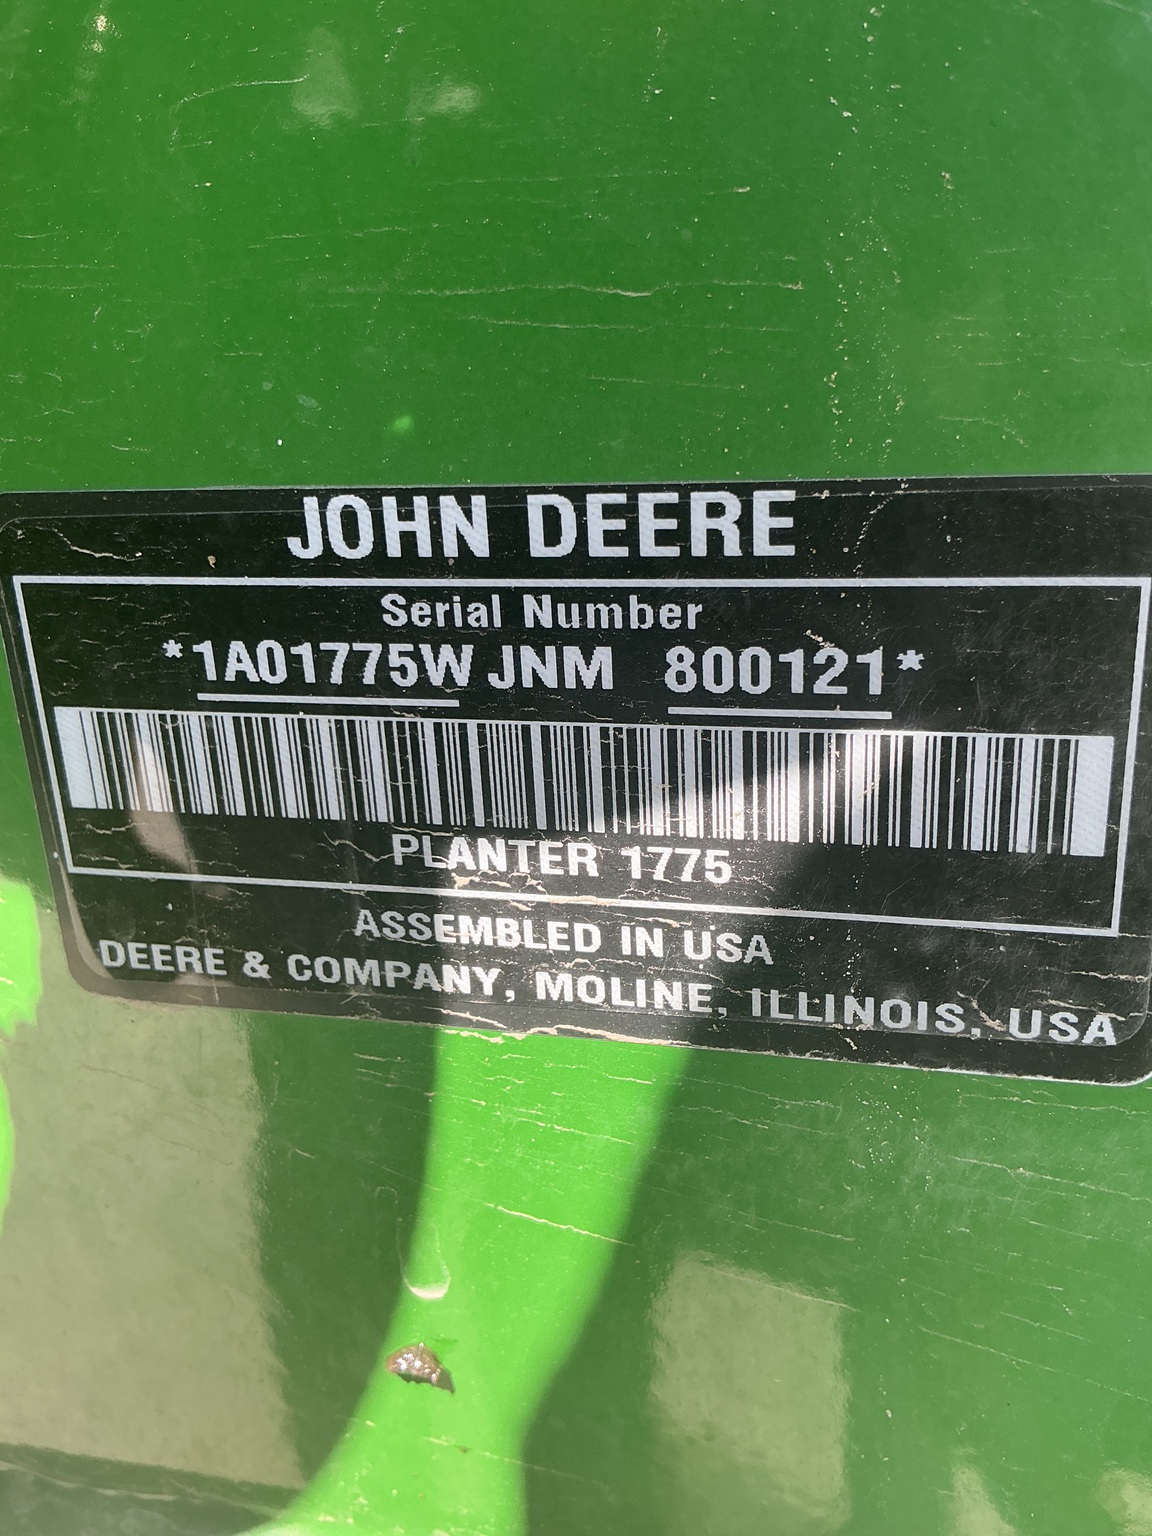 JOHN DEERE
Serial Number
*1A01775W JNM 800121*
PLANTER 1775
ASSEMBLED IN USA
DEERE & COMPANY, MOLINE, ILLINOIS, USA